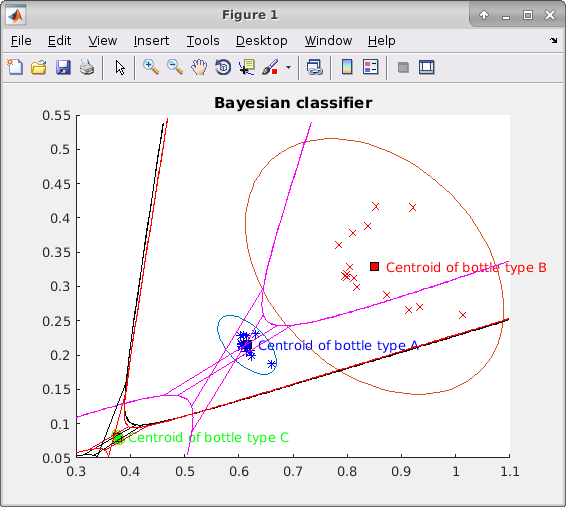 Figure 1
File Edit View Insert Tools Desktop Window Help
Bayesian classifier
0.55
0.5
0.45
0.4
0.35
0.3
0.25
0.2
0.15
0.1
0.05
Centroid of bottle type B
Centroid of bottle type A
Centroid of bottle type C
0.3 0.4 0.5 0.6 0.7 0.8 0.9 1 1.1